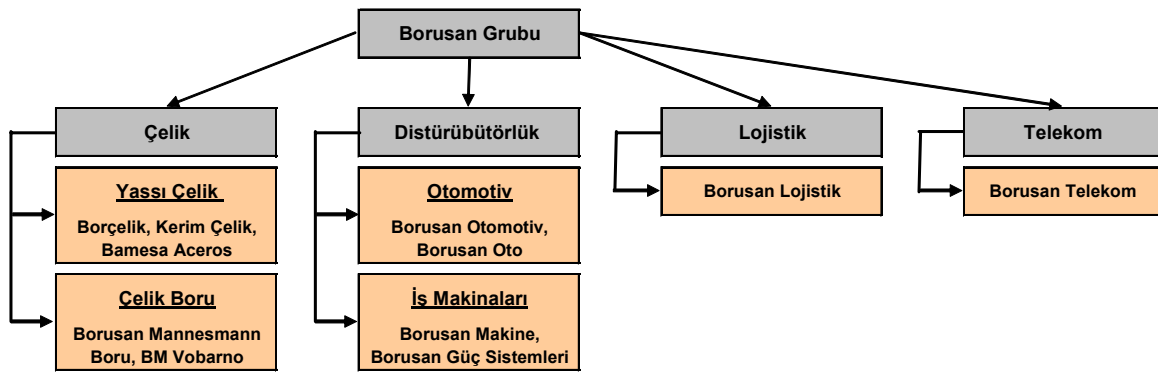 Borusan Grubu
Çelik
Distürübütörlük
Lojistik
Telekom
Yassı Çelik
Borçelik, Kerim Çelik,
Bamesa Aceros
Otomotiv
Borusan Otomotiv,
Borusan Oto
Borusan Lojistik
Borusan Telekom
Çelik Boru
Borusan Mannesmann
Boru, BM Vobarno
İş Makinaları
Borusan Makine,
Borusan Güç Sistemleri